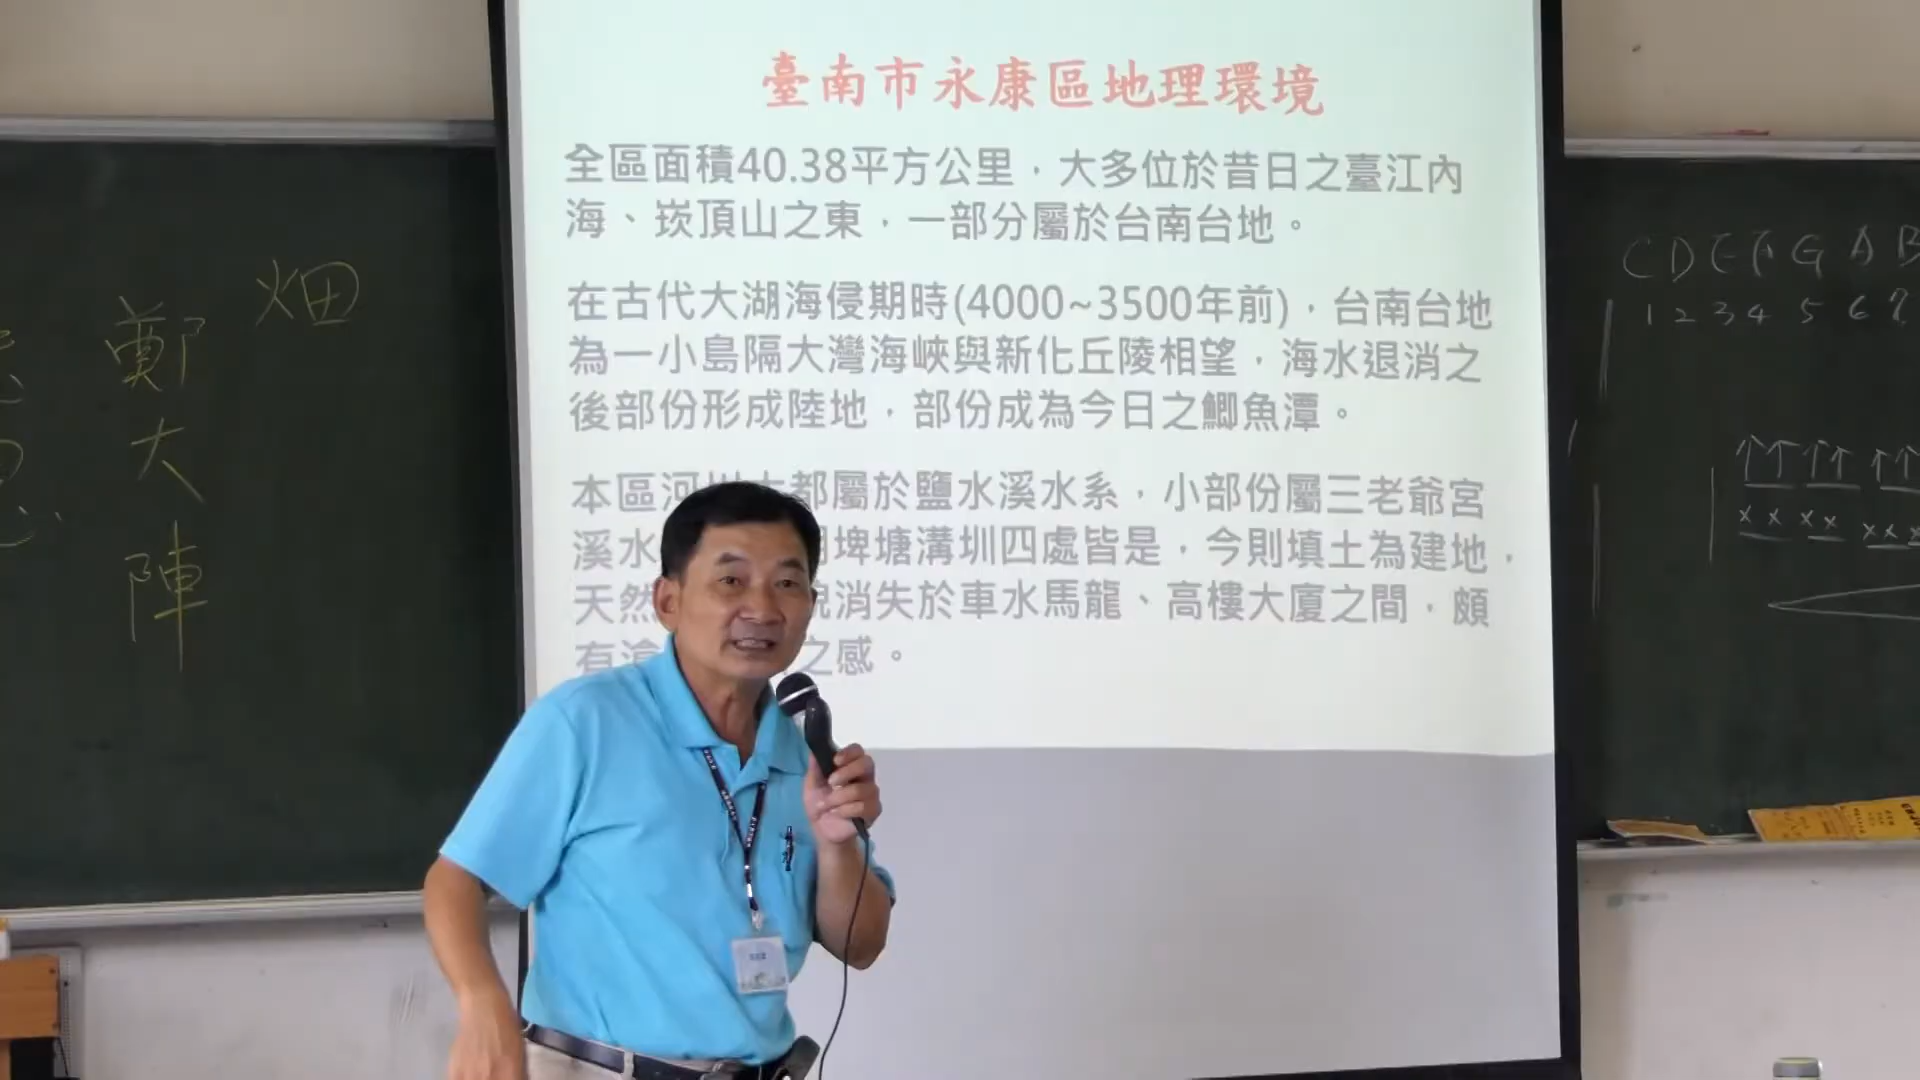 臺南市永康區地理環境
全區面積40.38平方公里，大多位於昔日之臺江內
海、崁頂山之東，一部分屬於台南台地。
在古代大湖海侵期時(4000~3500年前)，台南台地
為一小島隔大灣海峽與新化丘陵相望，海水退消之
後部份形成陸地，部份成為今日之鯽魚潭。
本區河川大都屬於鹽水溪水系，小部份屬三老爺宮
溪水 埤塘溝圳四處皆是，今則填土為建地，
天然 消失於車水馬龍、高樓大廈之間，頗
有滄 之感。
畑
鄭大陣
C D E F G A B
1 2 3 4 5 6 7